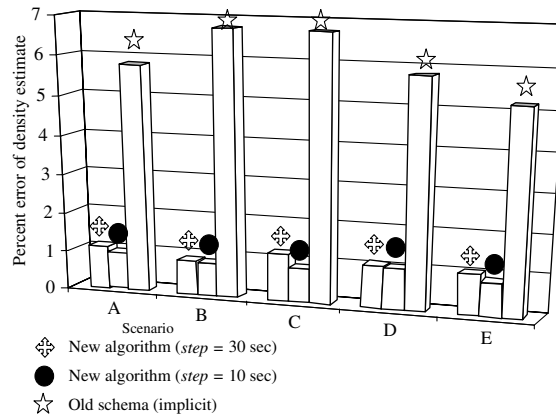 Percent error of density estimate
7
6
5
4
3
2
1
0
A
B
C
D
E
Scenario
New algorithm (step = 30 sec)
New algorithm (step = 10 sec)
Old schema (implicit)